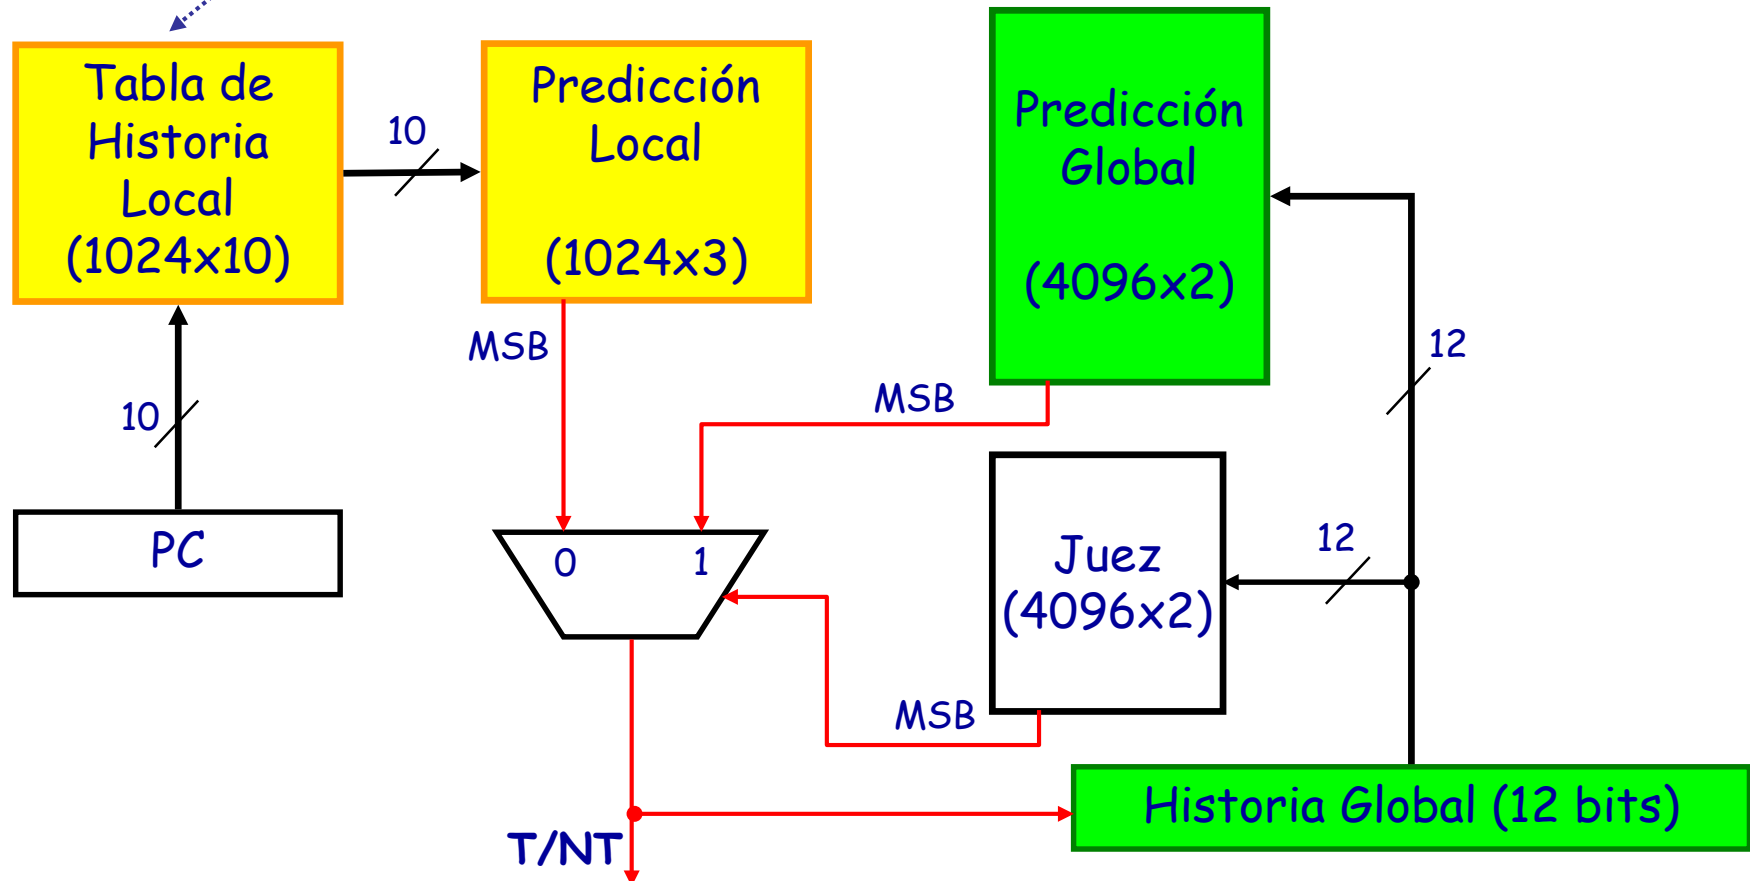 Tabla de
Historia
Local
(1024x10)
10
Predicción
Local
(1024x3)
Predicción
Global
(4096x2)
MSB
MSB
12
10
PC
0
1
Juez
(4096x2)
12
MSB
Historia Global (12 bits)
T/NT